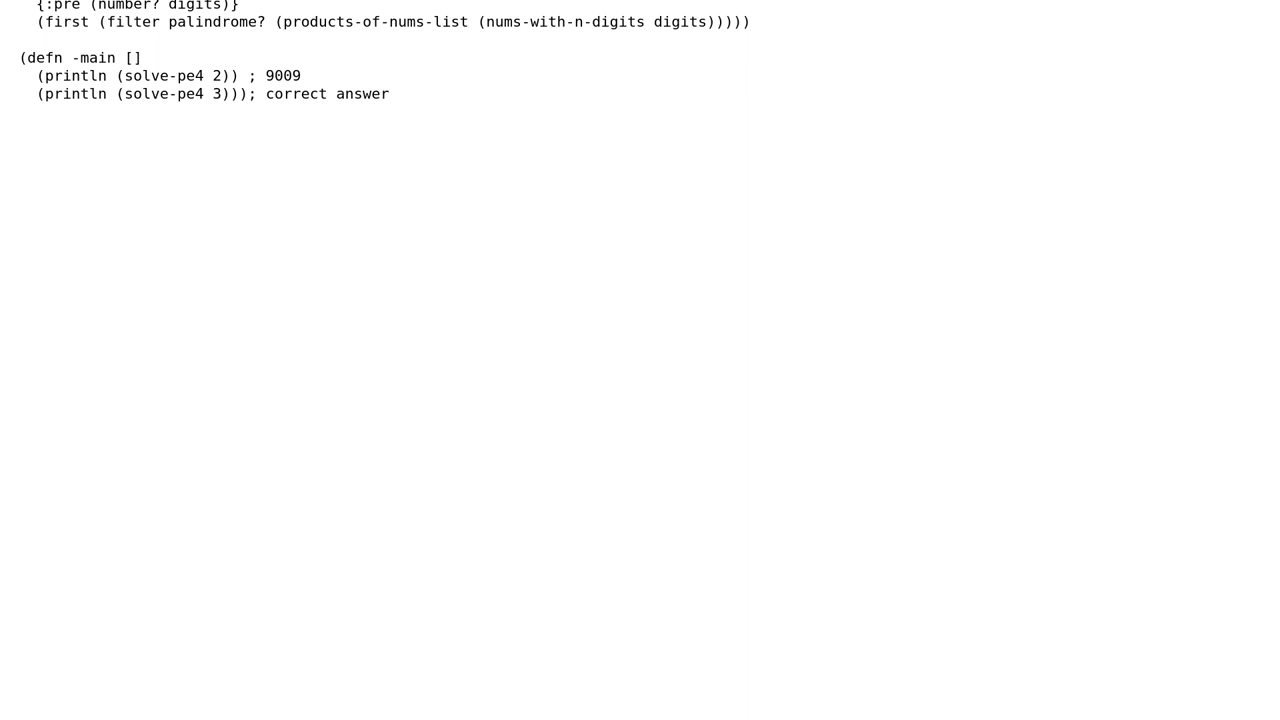 {:pre (number? digits)}
(first (filter palindrome? (products-of-nums-list (nums-with-n-digits digits)))))

(defn -main []
  (println (solve-pe4 2)) ; 9009
  (println (solve-pe4 3))); correct answer